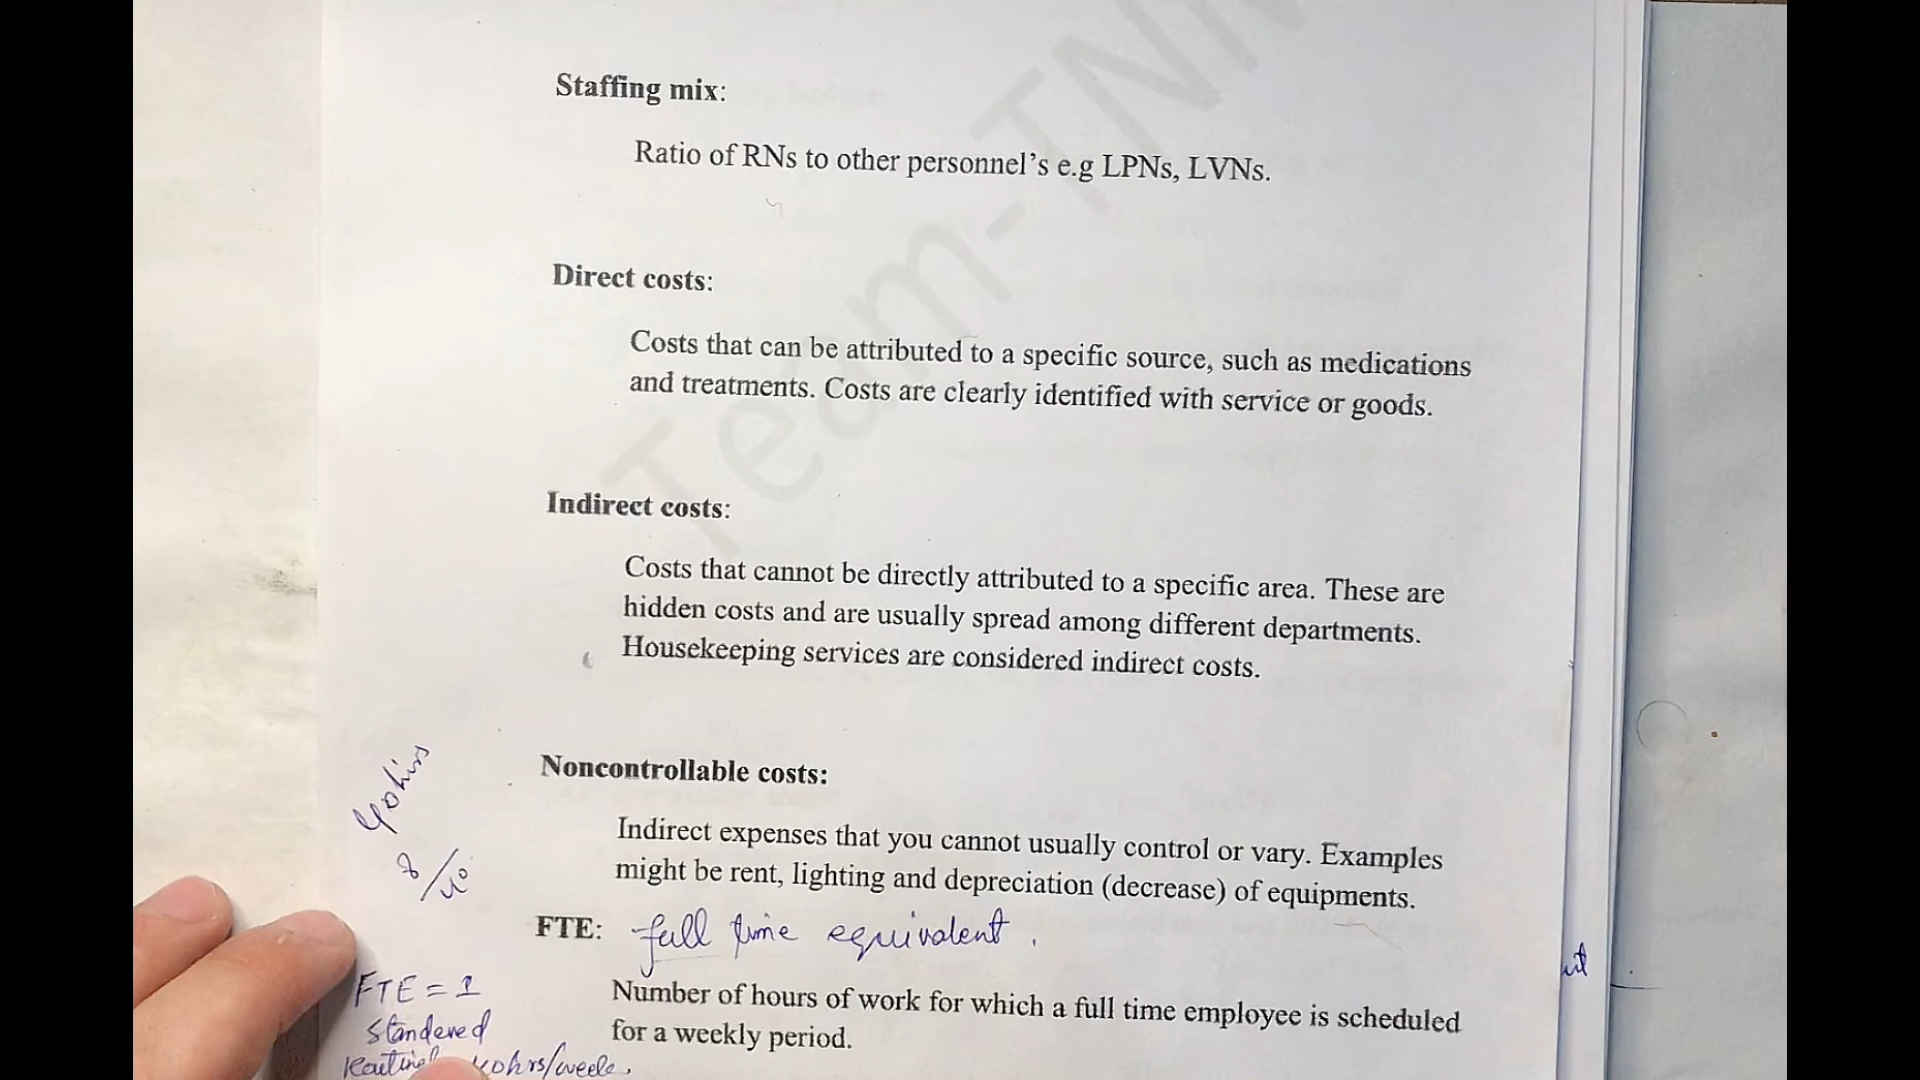 Staffing mix:
Ratio of RNs to other personnel's e.g LPNs, LVNs.
Direct costs:
Costs that can be attributed to a specific source, such as medications
and treatments. Costs are clearly identified with service or goods.
Indirect costs:
Costs that cannot be directly attributed to a specific area. These are
hidden costs and are usually spread among different departments.
Housekeeping services are considered indirect costs.
Noncontrollable costs:
Indirect expenses that you cannot usually control or vary. Examples
might be rent, lighting and depreciation (decrease) of equipments.
FTE: full time equivalent.
Number of hours of work for which a full time employee is scheduled
for a weekly period.
40hrs
8/40
FTE = 1
standered
40hrs/week.
Team-TNM